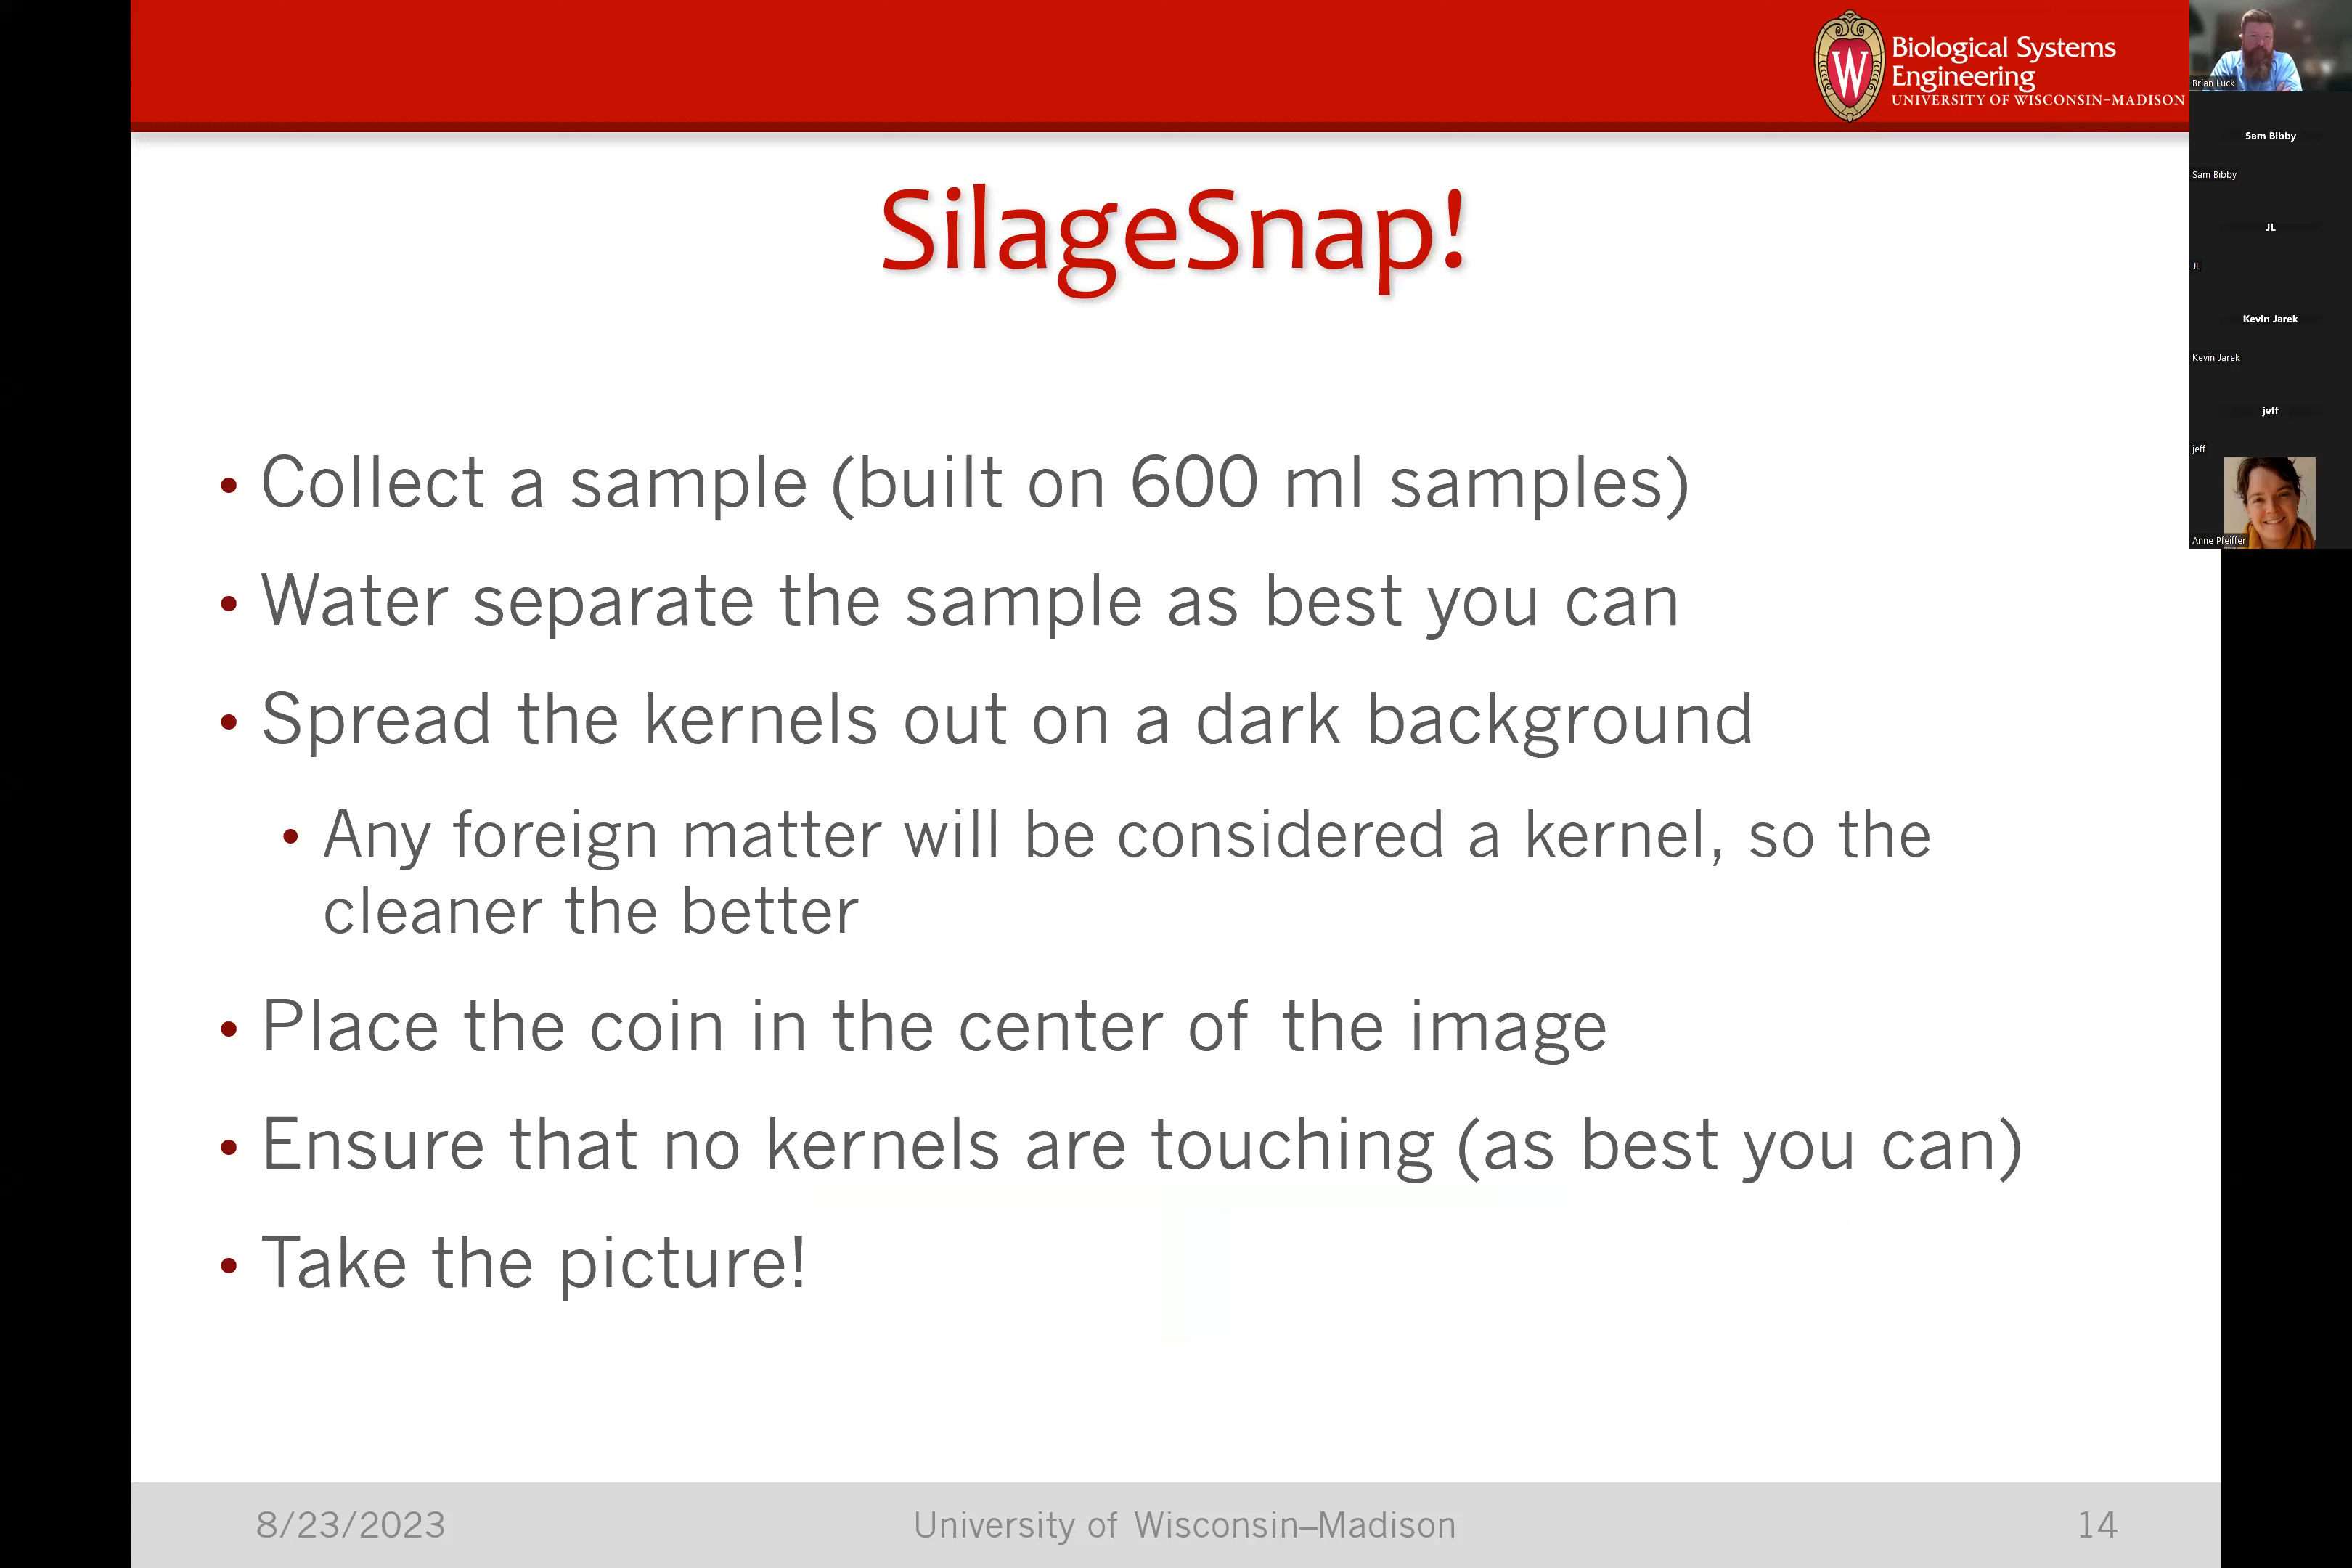 W
Biological Systems
Engineering
UNIVERSITY OF WISCONSIN–MADISON
SilageSnap!
• Collect a sample (built on 600 ml samples)
• Water separate the sample as best you can
• Spread the kernels out on a dark background
• Any foreign matter will be considered a kernel, so the
cleaner the better
• Place the coin in the center of the image
• Ensure that no kernels are touching (as best you can)
• Take the picture!
8/23/2023
University of Wisconsin–Madison
14
Brian Luck
Sam Bibby
Sam Bibby
JL
JL
Kevin Jarek
Kevin Jarek
jeff
jeff
Anne Pfeiffer